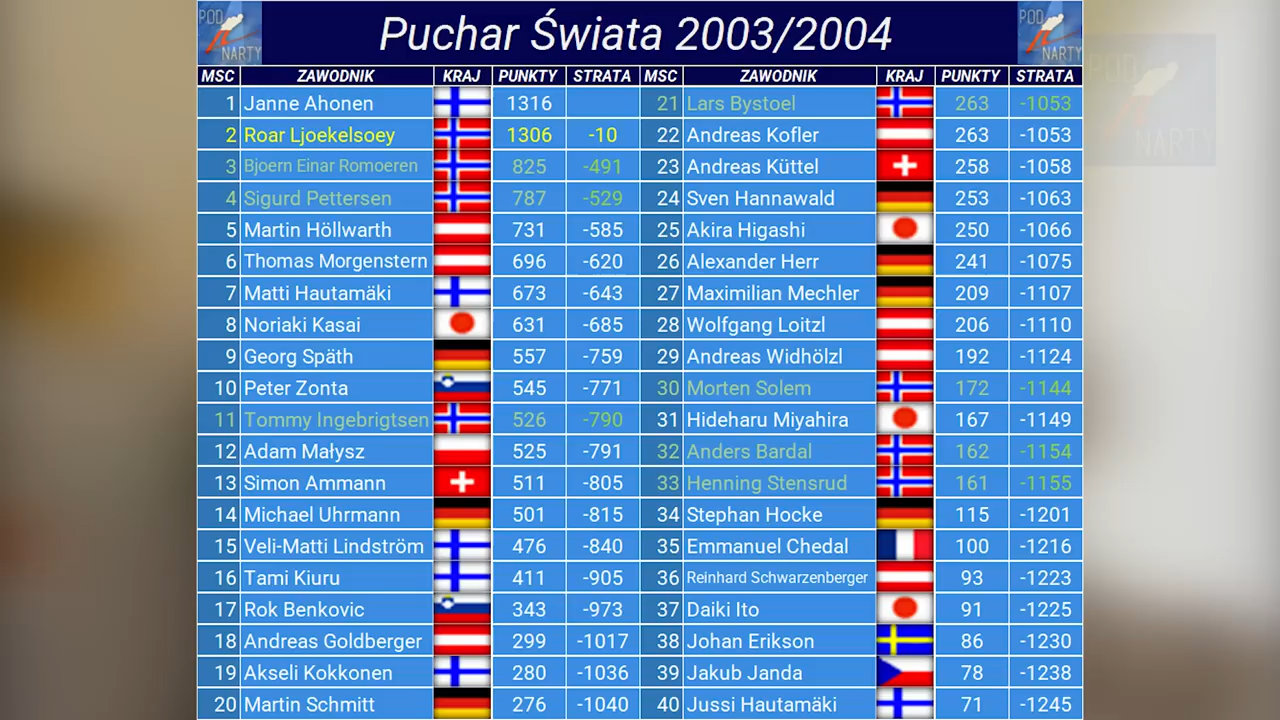 POD NARTY
Puchar Świata 2003/2004
POD NARTY
POD NARTY
MSC ZAWODNIK KRAJ PUNKTY STRATA MSC ZAWODNIK KRAJ PUNKTY STRATA
1 Janne Ahonen 1316 21 Lars Bystoel 263 -1053
2 Roar Ljoekelsoey 1306 -10 22 Andreas Kofler 263 -1053
3 Bjoern Einar Romoeren 825 -491 23 Andreas Küttel 258 -1058
4 Sigurd Pettersen 787 -529 24 Sven Hannawald 253 -1063
5 Martin Höllwarth 731 -585 25 Akira Higashi 250 -1066
6 Thomas Morgenstern 696 -620 26 Alexander Herr 241 -1075
7 Matti Hautamäki 673 -643 27 Maximilian Mechler 209 -1107
8 Noriaki Kasai 631 -685 28 Wolfgang Loitzl 206 -1110
9 Georg Späth 557 -759 29 Andreas Widhölzl 192 -1124
10 Peter Zonta 545 -771 30 Morten Solem 172 -1144
11 Tommy Ingebrigtsen 526 -790 31 Hideharu Miyahira 167 -1149
12 Adam Małysz 525 -791 32 Anders Bardal 162 -1154
13 Simon Ammann 511 -805 33 Henning Stensrud 161 -1155
14 Michael Uhrmann 501 -815 34 Stephan Hocke 115 -1201
15 Veli-Matti Lindström 476 -840 35 Emmanuel Chedal 100 -1216
16 Tami Kiuru 411 -905 36 Reinhard Schwarzenberger 93 -1223
17 Rok Benkovic 343 -973 37 Daiki Ito 91 -1225
18 Andreas Goldberger 299 -1017 38 Johan Erikson 86 -1230
19 Akseli Kokkonen 280 -1036 39 Jakub Janda 78 -1238
20 Martin Schmitt 276 -1040 40 Jussi Hautamäki 71 -1245